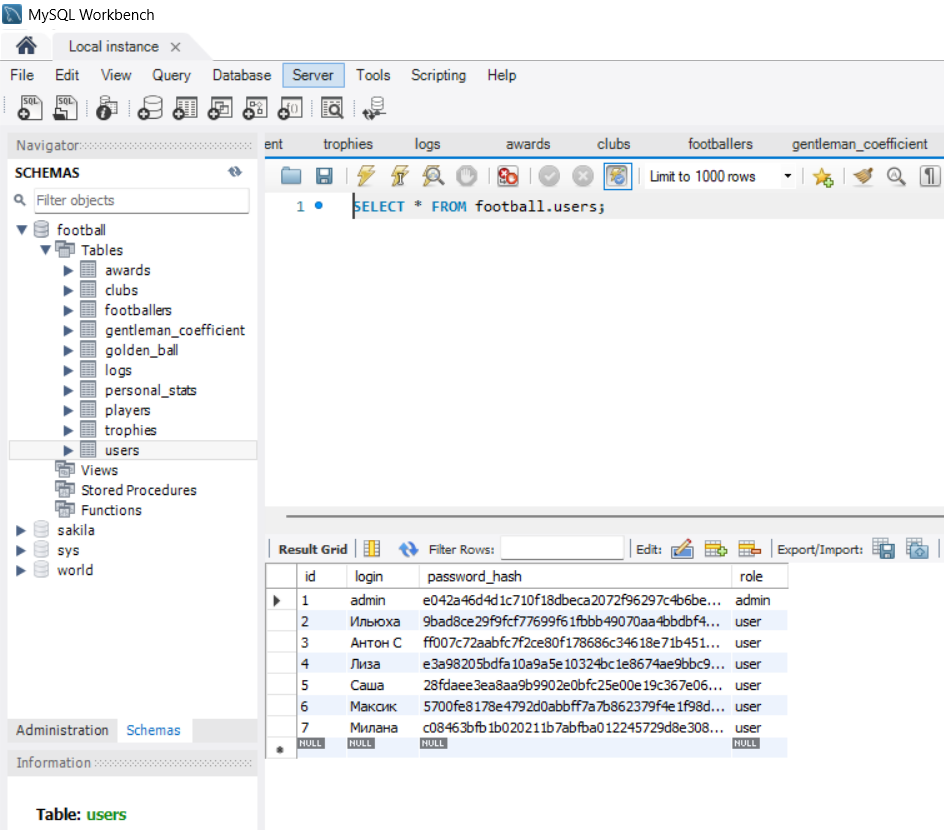 MySQL Workbench
Local instance
File Edit View Query Database Server Tools Scripting Help
Navigator
SCHEMAS
Filter objects
football
Tables
awards
clubs
footballers
gentleman_coefficient
golden_ball
logs
personal_stats
players
trophies
users
Views
Stored Procedures
Functions
sakila
sys
world
Administration Schemas
Information
Table: users
ent trophies logs awards clubs footballers gentleman_coefficient
Limit to 1000 rows
1 SELECT * FROM football.users;
Result Grid Filter Rows: Edit: Export/Import:
id login password_hash role
1 admin e042a46d4d1c710f18dbeca2072f96297c4b6be... admin
2 Ильюха 9bad8ce29f9fcf77699f61fbbb49070aa4bbdbf4... user
3 Антон С ff007c72aabfc7f2ce80f178686c34618e71b451... user
4 Лиза e3a98205bdfa10a9a5e10324bc1e8674ae9bbc9... user
5 Саша 28fdaee3ea8aa9b9902e0bfc25e00e19c367e06... user
6 Максик 5700fe8178e4792d0abbff7a7b862379f4e1f98d... user
7 Милана c08463bfb1b020211b7abfba012245729d8e308... user
NULL NULL NULL NULL